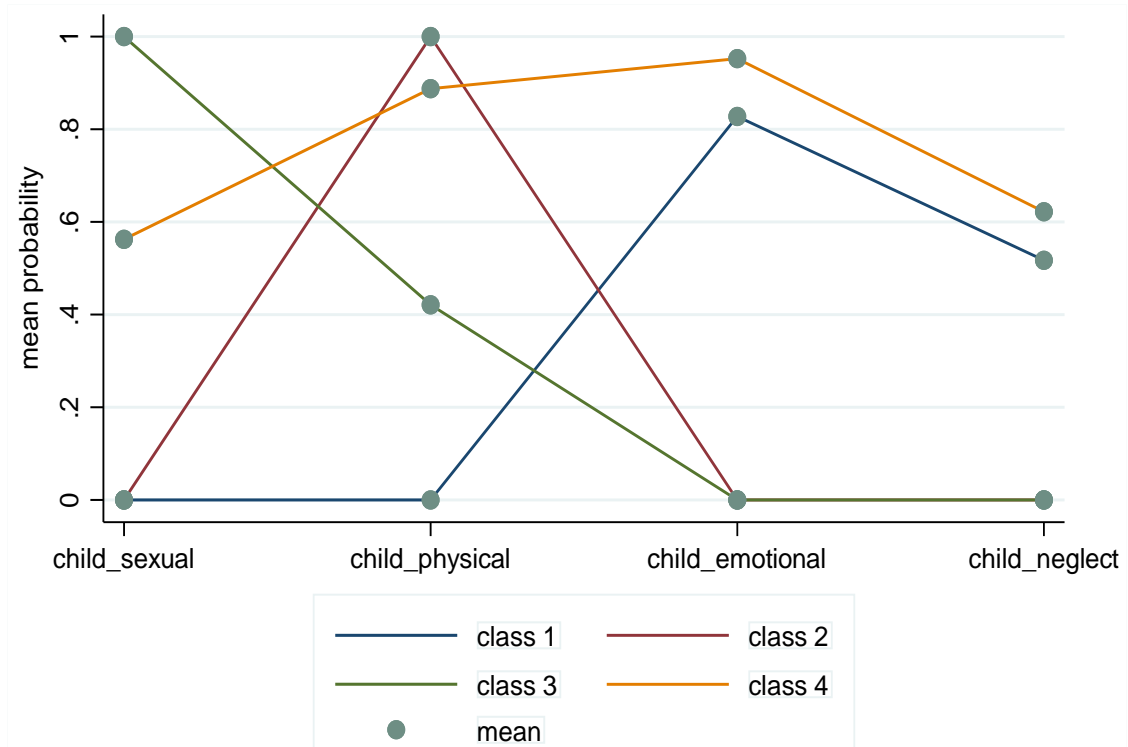 mean probability
1
.8
.6
.4
.2
0
child_sexual child_physical child_emotional child_neglect
class 1 class 2
class 3 class 4
mean